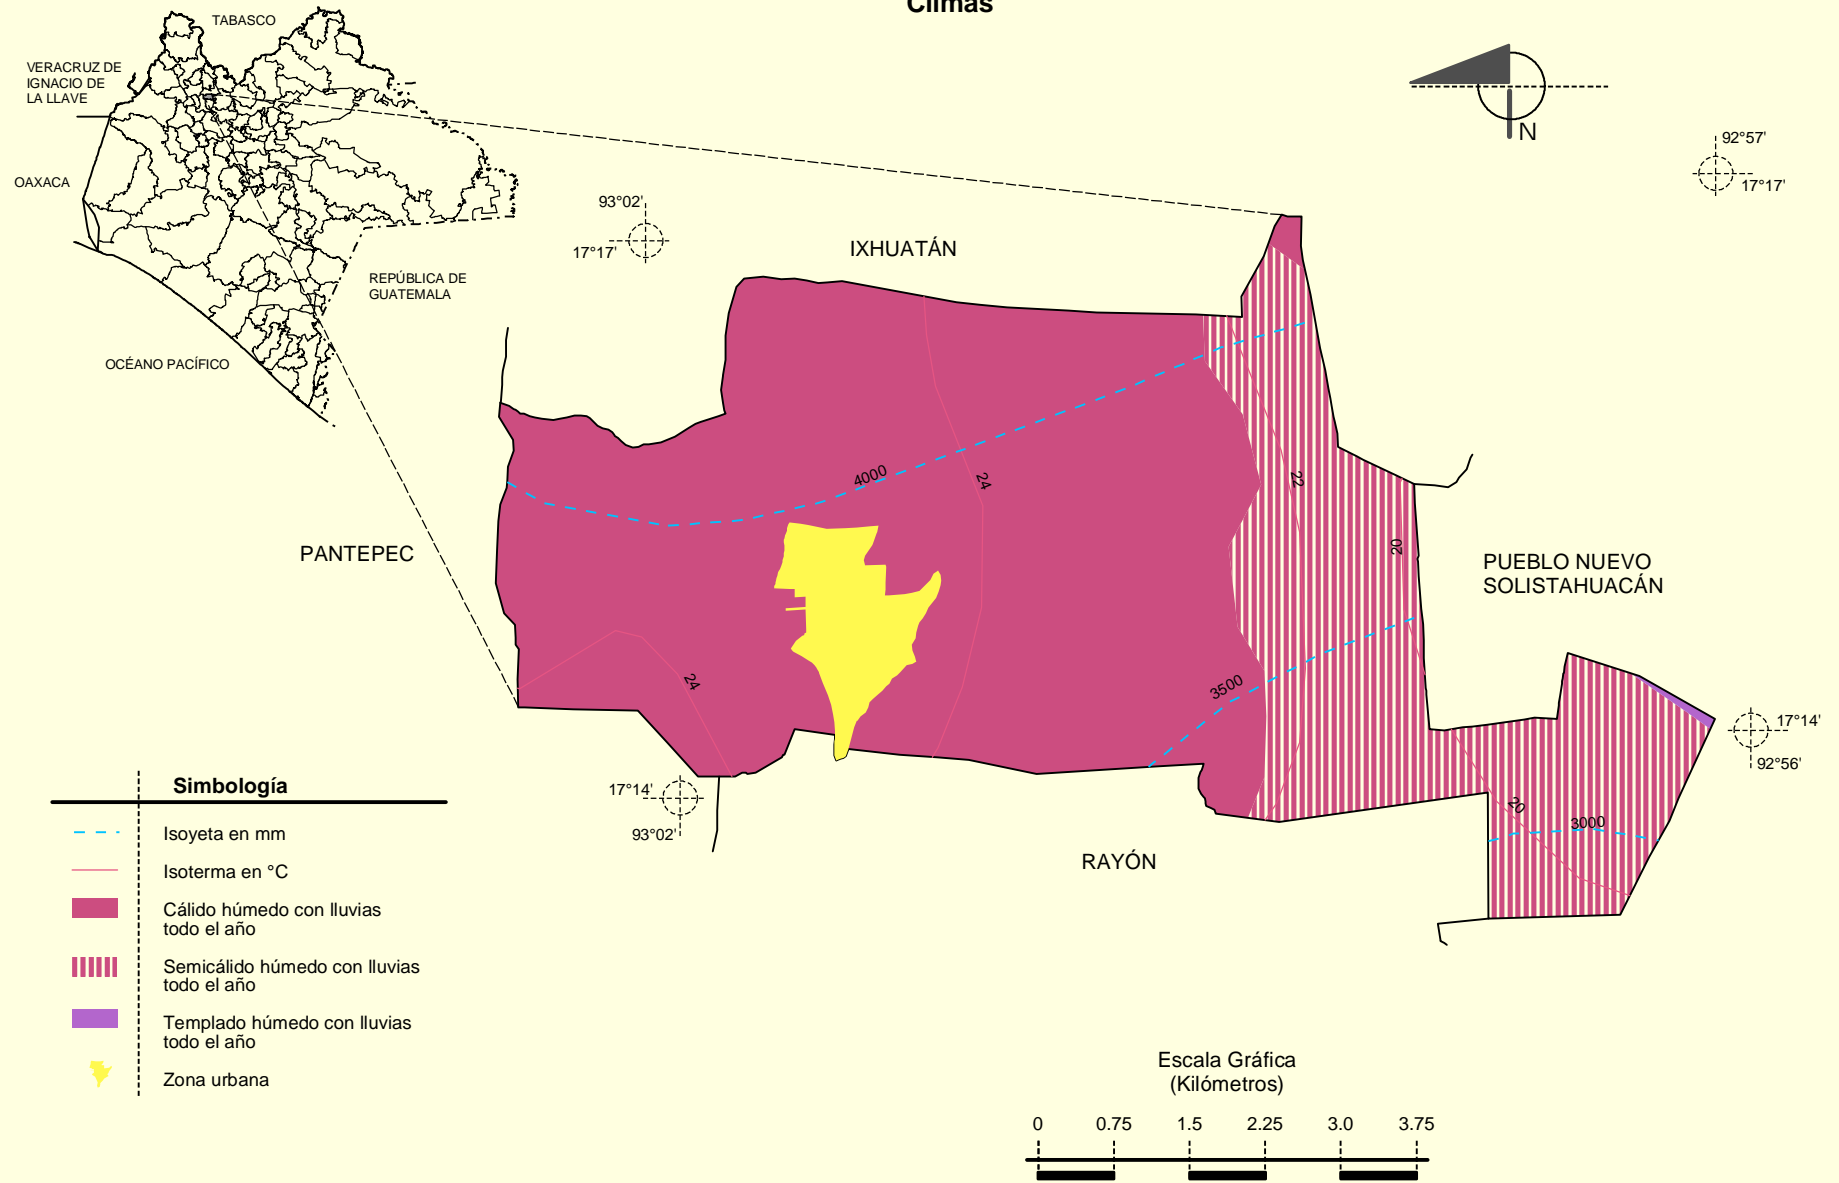 Climas
TABASCO
VERACRUZ DE
IGNACIO DE
LA LLAVE
OAXACA
REPÚBLICA DE
GUATEMALA
OCÉANO PACÍFICO
N
92°57'
17°17'
93°02'
17°17'
IXHUATÁN
4000
24
22
20
PANTEPEC
PUEBLO NUEVO
SOLISTAHUACÁN
24
3500
17°14'
92°56'
17°14'
93°02'
20
3000
RAYÓN
Simbología
Isoyeta en mm
Isoterma en °C
Cálido húmedo con lluvias
todo el año
Semicálido húmedo con lluvias
todo el año
Templado húmedo con lluvias
todo el año
Zona urbana
Escala Gráfica
(Kilómetros)
0 0.75 1.5 2.25 3.0 3.75